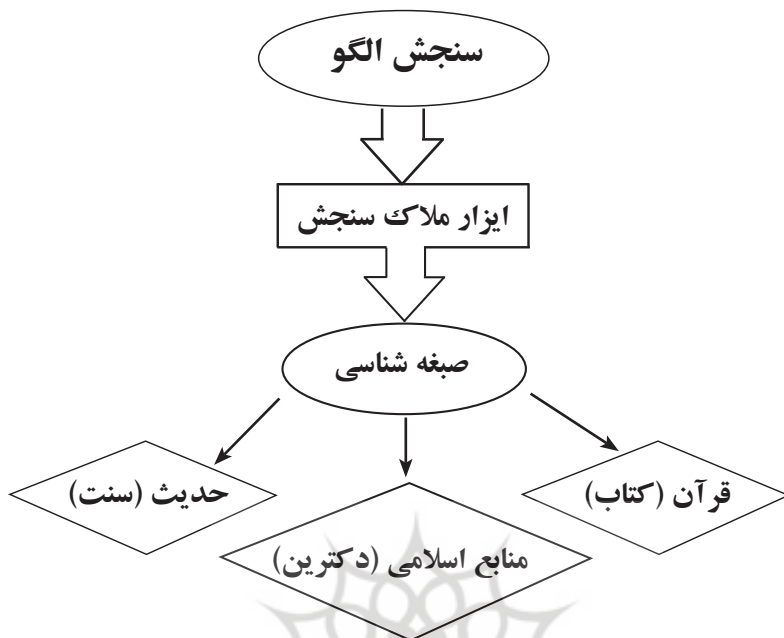 سنجش الگو
ایزار ملاک سنجش
صبغه شناسی
قرآن (کتاب)
منابع اسلامی (دکترین)
حدیث (سنت)